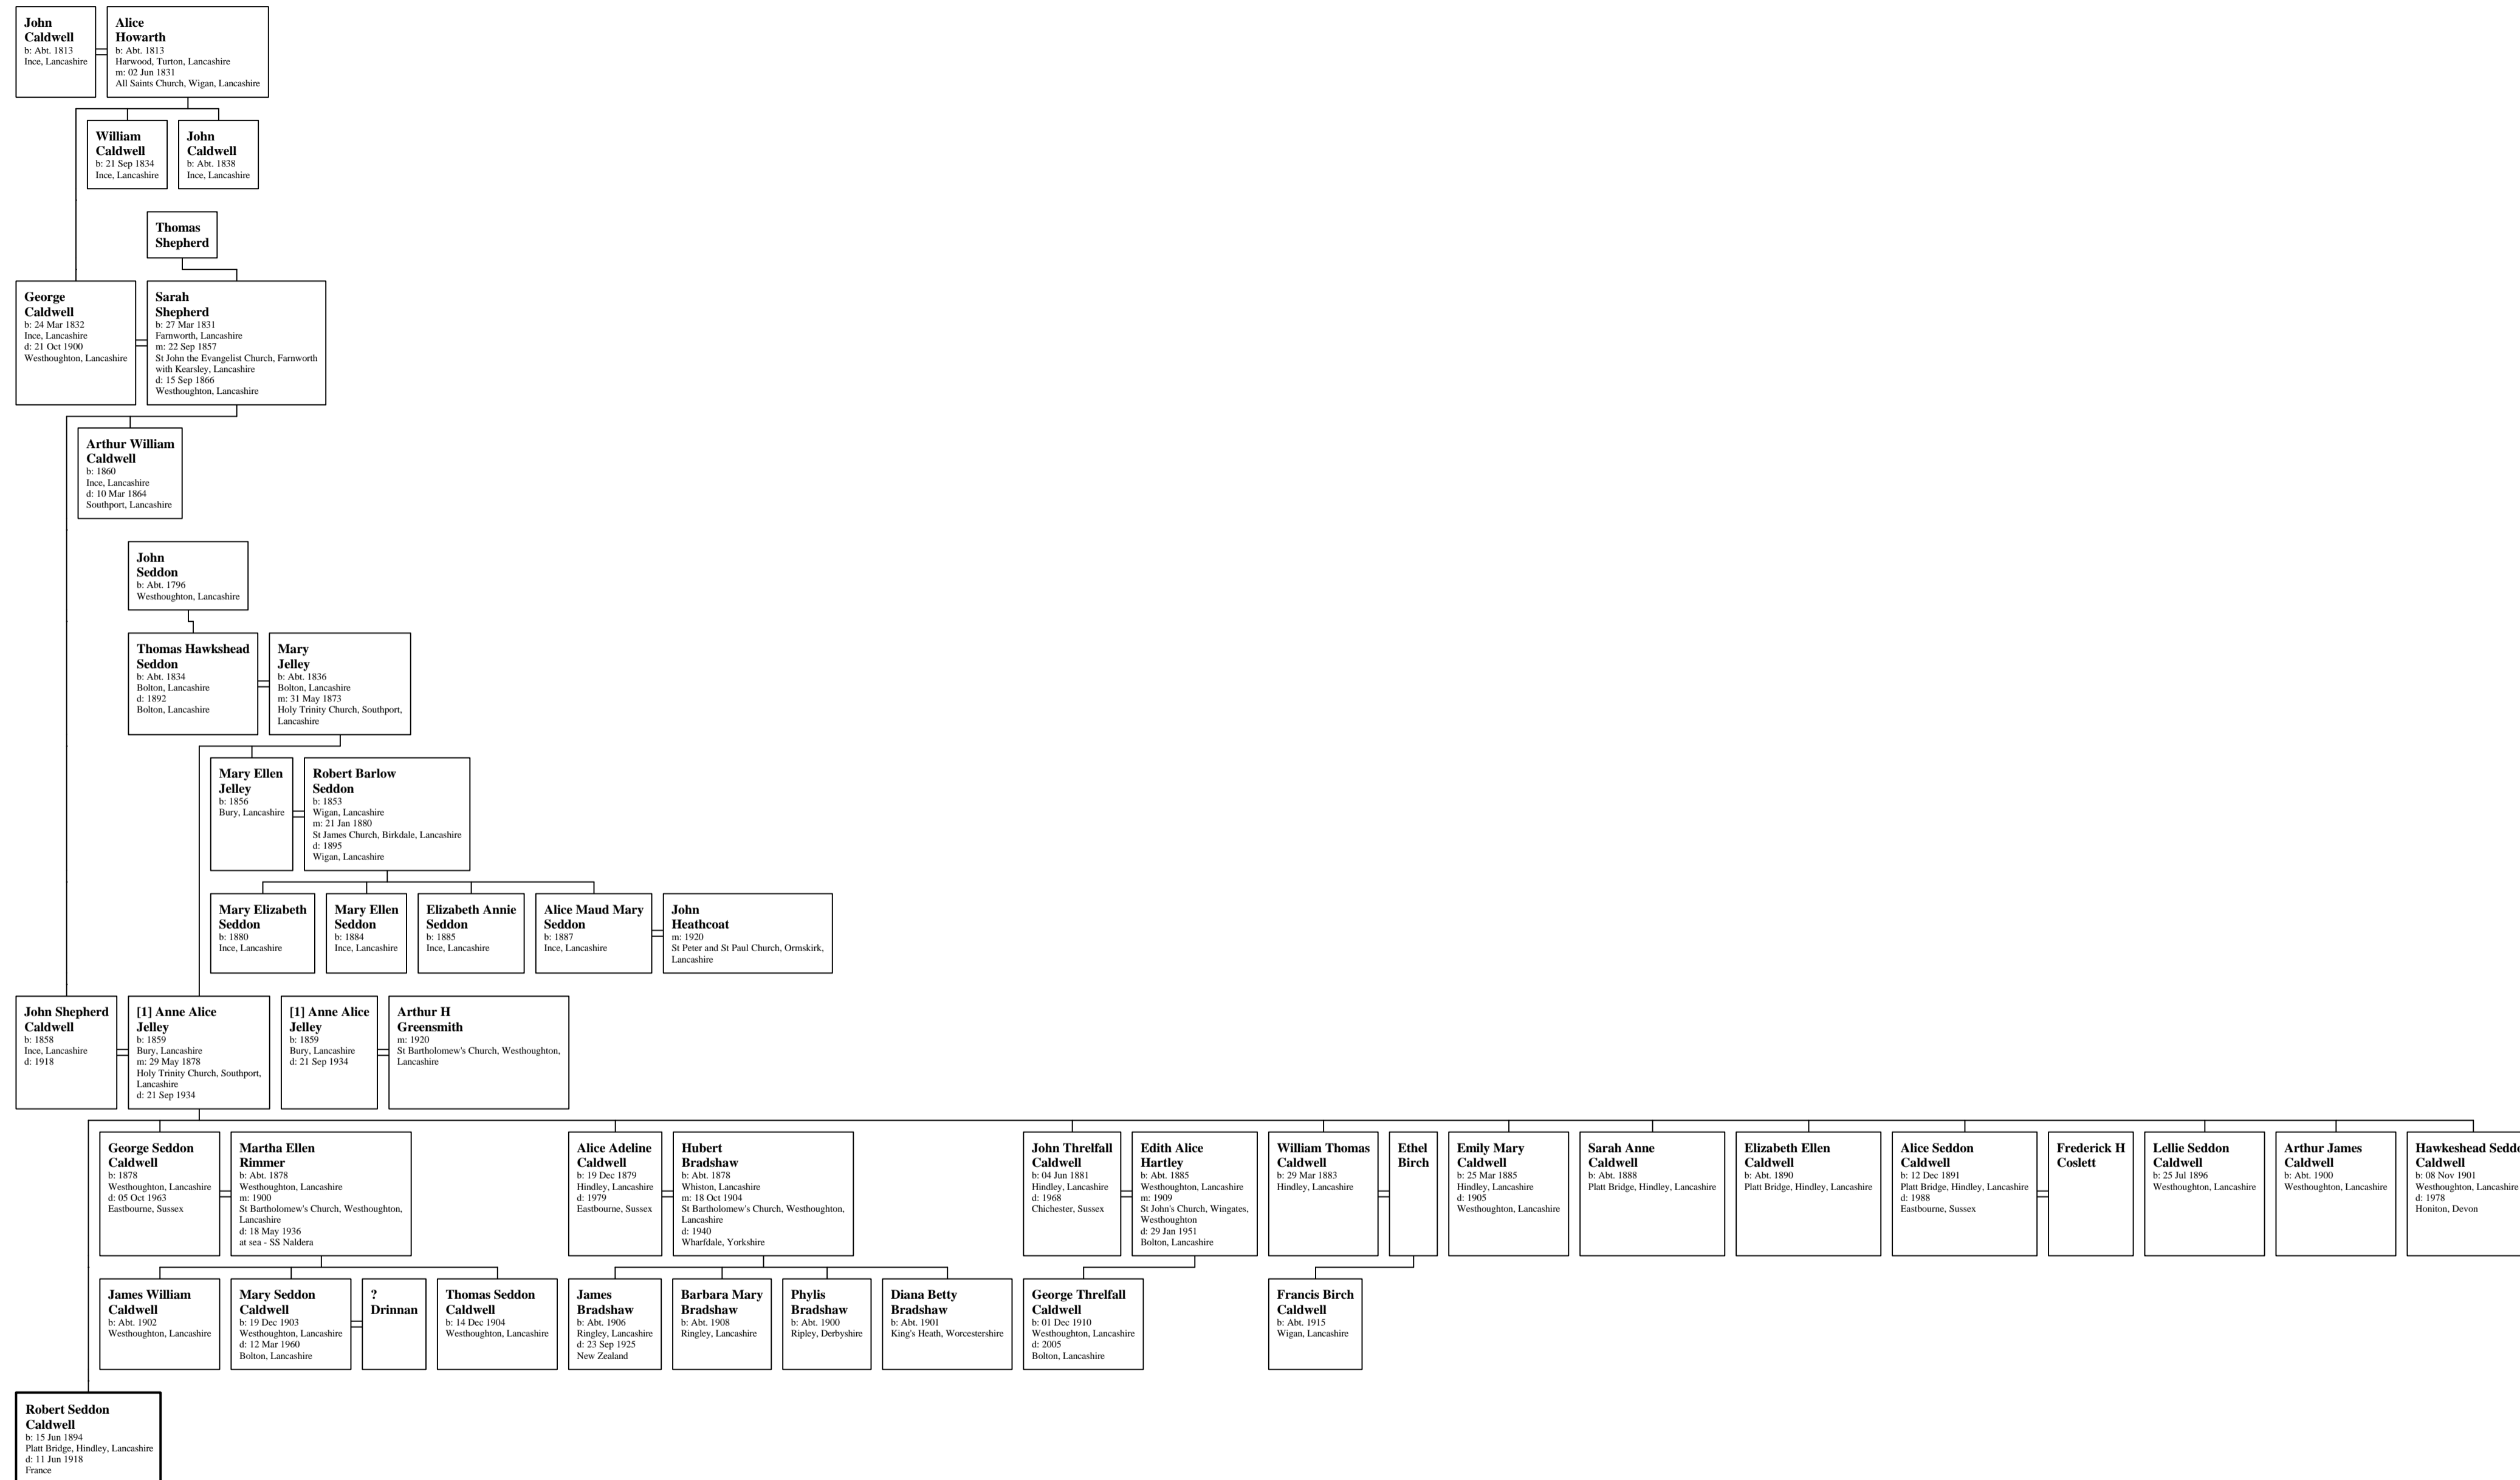 John
Caldwell
b: Abt. 1813
Ince, Lancashire
Alice
Howarth
b: Abt. 1813
Harwood, Turton, Lancashire
m: 02 Jun 1831
All Saints Church, Wigan, Lancashire
William
Caldwell
b: 21 Sep 1834
Ince, Lancashire
John
Caldwell
b: Abt. 1838
Ince, Lancashire
Thomas
Shepherd
George
Caldwell
b: 24 Mar 1832
Ince, Lancashire
d: 21 Oct 1900
Westhoughton, Lancashire
Sarah
Shepherd
b: 27 Mar 1831
Farnworth, Lancashire
m: 22 Sep 1857
St John the Evangelist Church, Farnworth
with Kearsley, Lancashire
d: 15 Sep 1866
Westhoughton, Lancashire
Arthur William
Caldwell
b: 1860
Ince, Lancashire
d: 10 Mar 1864
Southport, Lancashire
John
Seddon
b: Abt. 1796
Westhoughton, Lancashire
Thomas Hawkshead
Seddon
b: Abt. 1834
Bolton, Lancashire
d: 1892
Bolton, Lancashire
Mary
Jelley
b: Abt. 1836
Bolton, Lancashire
m: 31 May 1873
Holy Trinity Church, Southport,
Lancashire
Mary Ellen
Jelley
b: 1856
Bury, Lancashire
Robert Barlow
Seddon
b: 1853
Wigan, Lancashire
m: 21 Jan 1880
St James Church, Birkdale, Lancashire
d: 1895
Wigan, Lancashire
Mary Elizabeth
Seddon
b: 1880
Ince, Lancashire
Mary Ellen
Seddon
b: 1884
Ince, Lancashire
Elizabeth Annie
Seddon
b: 1885
Ince, Lancashire
Alice Maud Mary
Seddon
b: 1887
Ince, Lancashire
John
Heathcoat
m: 1920
St Peter and St Paul Church, Ormskirk,
Lancashire
John Shepherd
Caldwell
b: 1858
Ince, Lancashire
d: 1918
[1] Anne Alice
Jelley
b: 1859
Bury, Lancashire
m: 29 May 1878
Holy Trinity Church, Southport,
Lancashire
d: 21 Sep 1934
[1] Anne Alice
Jelley
b: 1859
Bury, Lancashire
d: 21 Sep 1934
Arthur H
Greensmith
m: 1920
St Bartholomew's Church, Westhoughton,
Lancashire
George Seddon
Caldwell
b: 1878
Westhoughton, Lancashire
d: 05 Oct 1963
Eastbourne, Sussex
Martha Ellen
Rimmer
b: Abt. 1878
Westhoughton, Lancashire
m: 1900
St Bartholomew's Church, Westhoughton,
Lancashire
d: 18 May 1936
at sea - SS Naldera
Alice Adeline
Caldwell
b: 19 Dec 1879
Hindley, Lancashire
d: 1979
Eastbourne, Sussex
Hubert
Bradshaw
b: Abt. 1878
Whiston, Lancashire
m: 18 Oct 1904
St Bartholomew's Church, Westhoughton,
Lancashire
d: 1940
Wharfdale, Yorkshire
John Threlfall
Caldwell
b: 04 Jun 1881
Hindley, Lancashire
d: 1968
Chichester, Sussex
Edith Alice
Hartley
b: Abt. 1885
Westhoughton, Lancashire
m: 1909
St John's Church, Wingates,
Westhoughton
d: 29 Jan 1951
Bolton, Lancashire
William Thomas
Caldwell
b: 29 Mar 1883
Hindley, Lancashire
Ethel
Birch
Emily Mary
Caldwell
b: 25 Mar 1885
Hindley, Lancashire
d: 1905
Westhoughton, Lancashire
Sarah Anne
Caldwell
b: Abt. 1888
Platt Bridge, Hindley, Lancashire
Elizabeth Ellen
Caldwell
b: Abt. 1890
Platt Bridge, Hindley, Lancashire
Alice Seddon
Caldwell
b: 12 Dec 1891
Platt Bridge, Hindley, Lancashire
d: 1988
Eastbourne, Sussex
Frederick H
Coslett
Lellie Seddon
Caldwell
b: 25 Jul 1896
Westhoughton, Lancashire
Arthur James
Caldwell
b: Abt. 1900
Westhoughton, Lancashire
Hawkeshead Seddo
Caldwell
b: 08 Nov 1901
Westhoughton, Lancashire
d: 1978
Honiton, Devon
James William
Caldwell
b: Abt. 1902
Westhoughton, Lancashire
Mary Seddon
Caldwell
b: 19 Dec 1903
Westhoughton, Lancashire
d: 12 Mar 1960
Bolton, Lancashire
?
Drinnan
Thomas Seddon
Caldwell
b: 14 Dec 1904
Westhoughton, Lancashire
James
Bradshaw
b: Abt. 1906
Ringley, Lancashire
d: 23 Sep 1925
New Zealand
Barbara Mary
Bradshaw
b: Abt. 1908
Ringley, Lancashire
Phylis
Bradshaw
b: Abt. 1900
Ripley, Derbyshire
Diana Betty
Bradshaw
b: Abt. 1901
King's Heath, Worcestershire
George Threlfall
Caldwell
b: 01 Dec 1910
Westhoughton, Lancashire
d: 2005
Bolton, Lancashire
Francis Birch
Caldwell
b: Abt. 1915
Wigan, Lancashire
Robert Seddon
Caldwell
b: 15 Jun 1894
Platt Bridge, Hindley, Lancashire
d: 11 Jun 1918
France